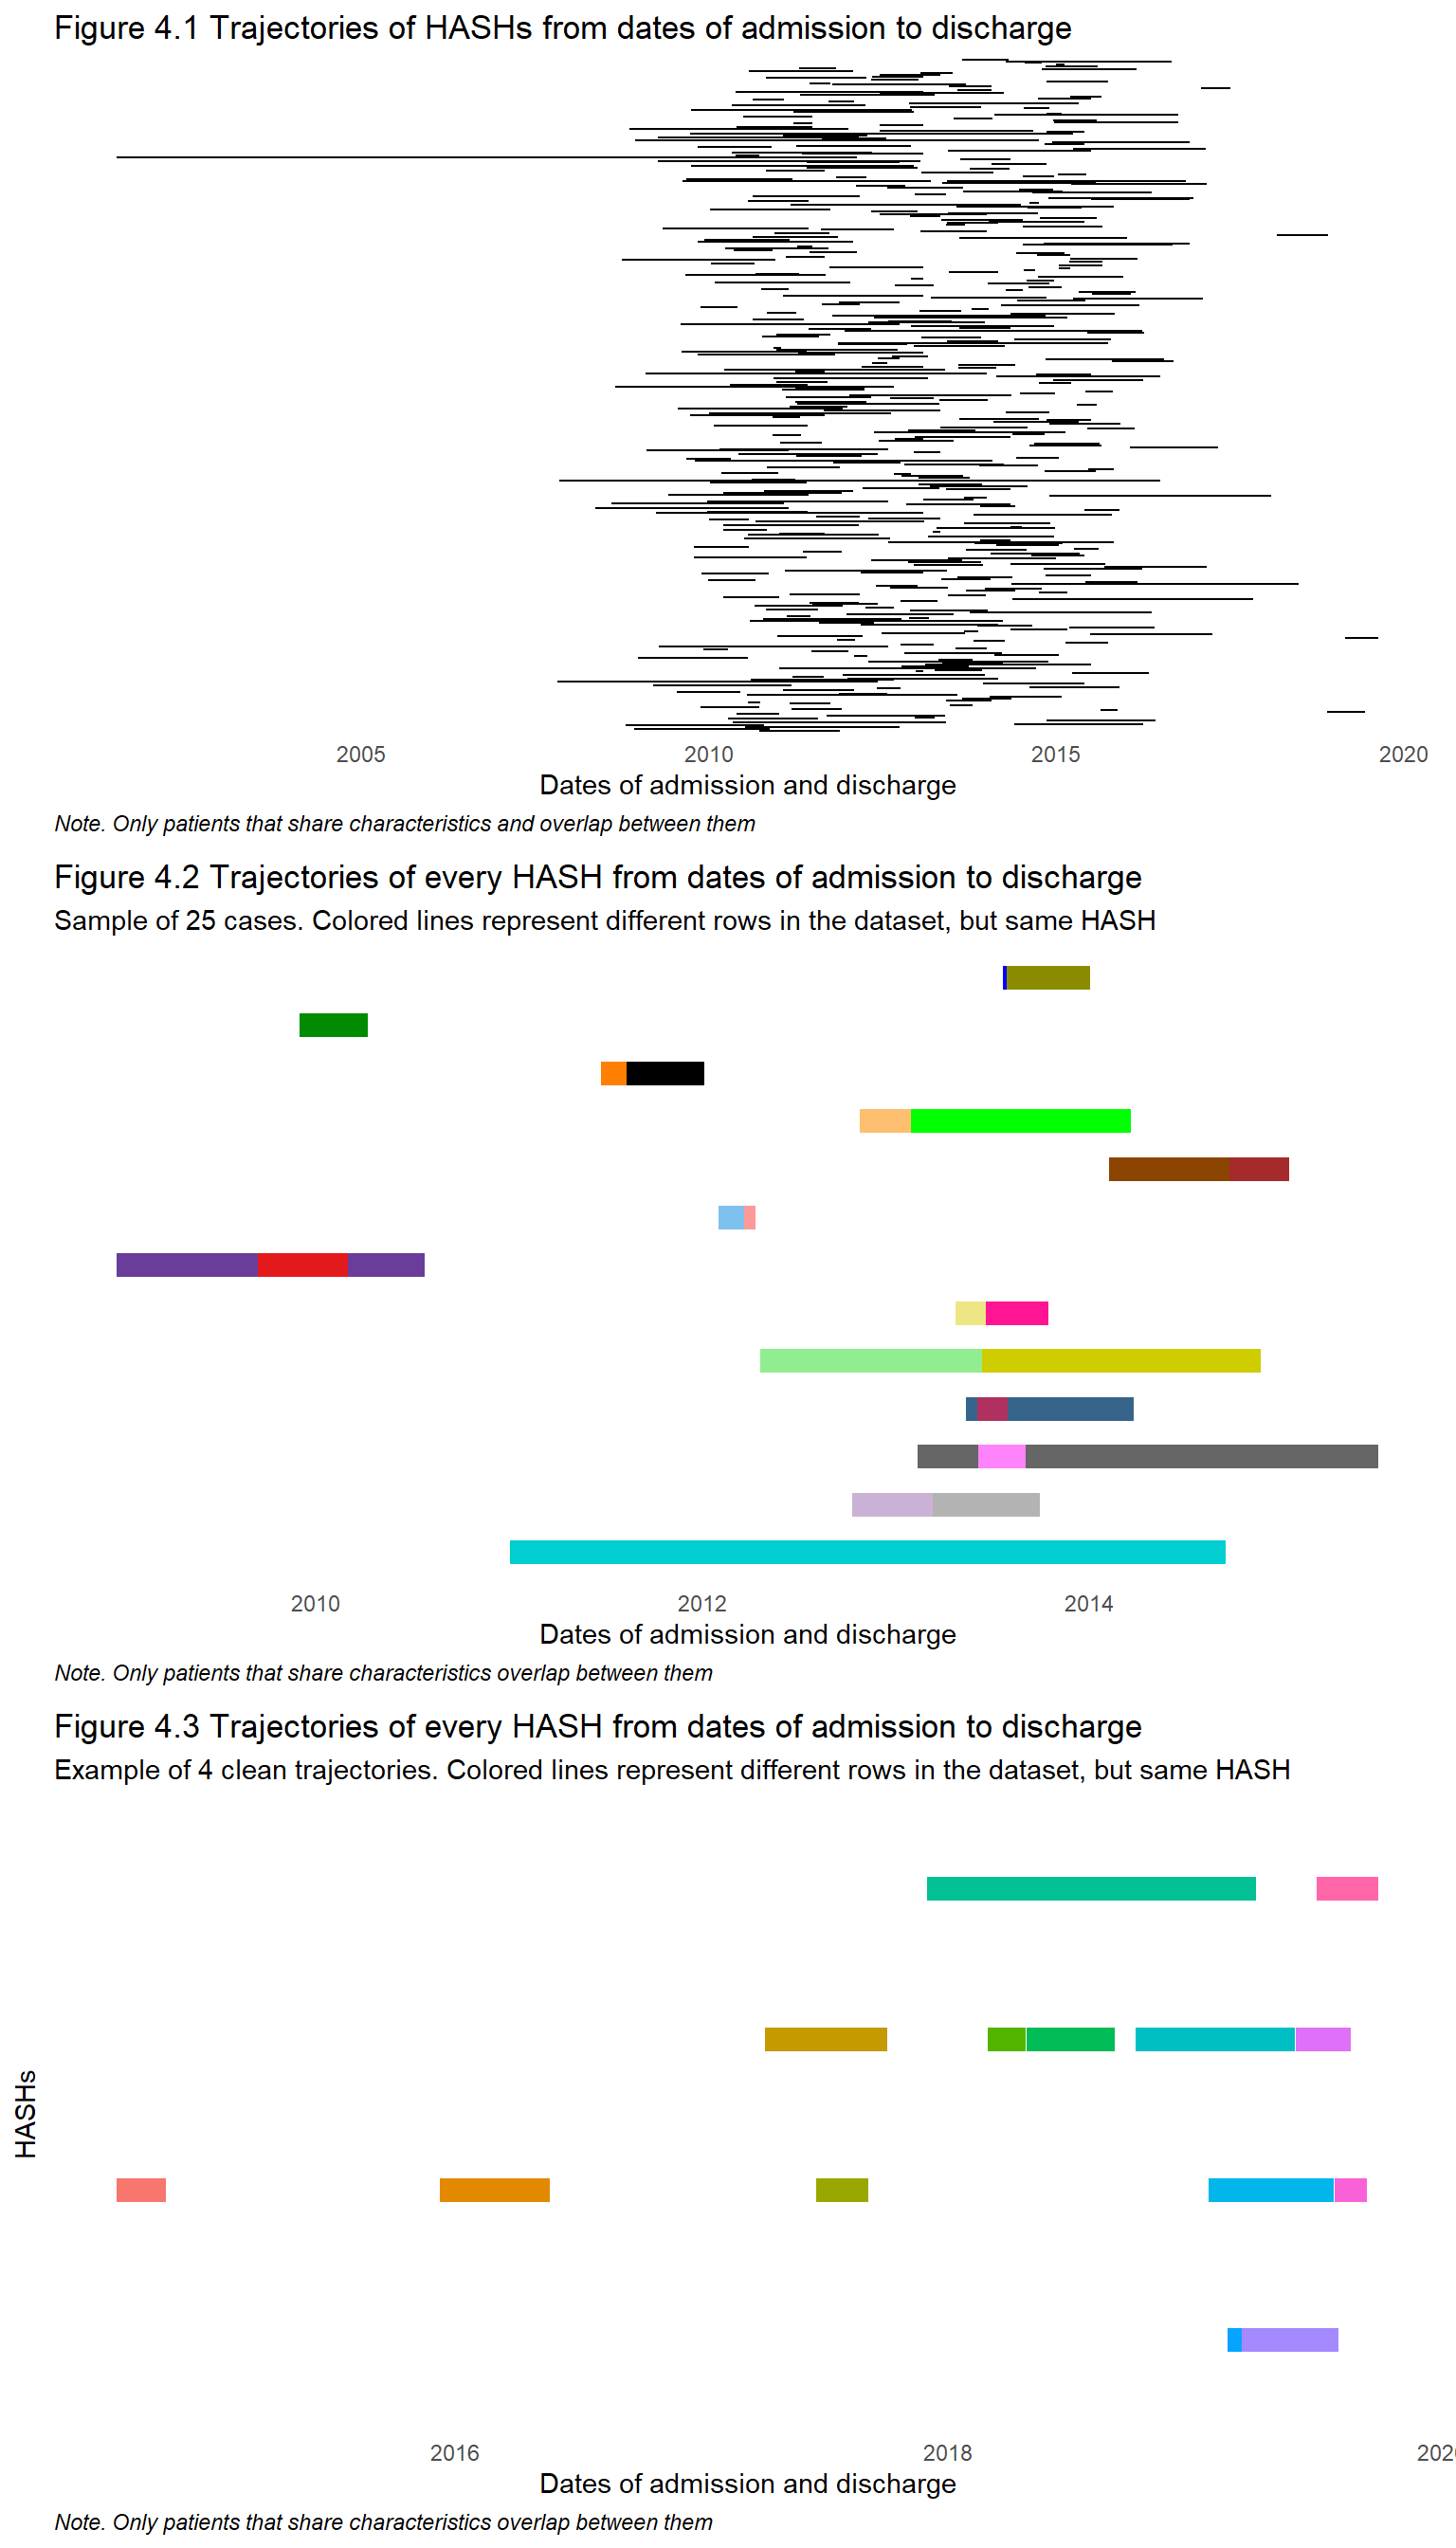 Figure 4.1 Trajectories of HASHs from dates of admission to discharge
2005 2010 2015 2020
Dates of admission and discharge
Note. Only patients that share characteristics and overlap between them
Figure 4.2 Trajectories of every HASH from dates of admission to discharge
Sample of 25 cases. Colored lines represent different rows in the dataset, but same HASH
2010 2012 2014
Dates of admission and discharge
Note. Only patients that share characteristics overlap between them
Figure 4.3 Trajectories of every HASH from dates of admission to discharge
Example of 4 clean trajectories. Colored lines represent different rows in the dataset, but same HASH
HASHs
2016 2018
Dates of admission and discharge
Note. Only patients that share characteristics overlap between them